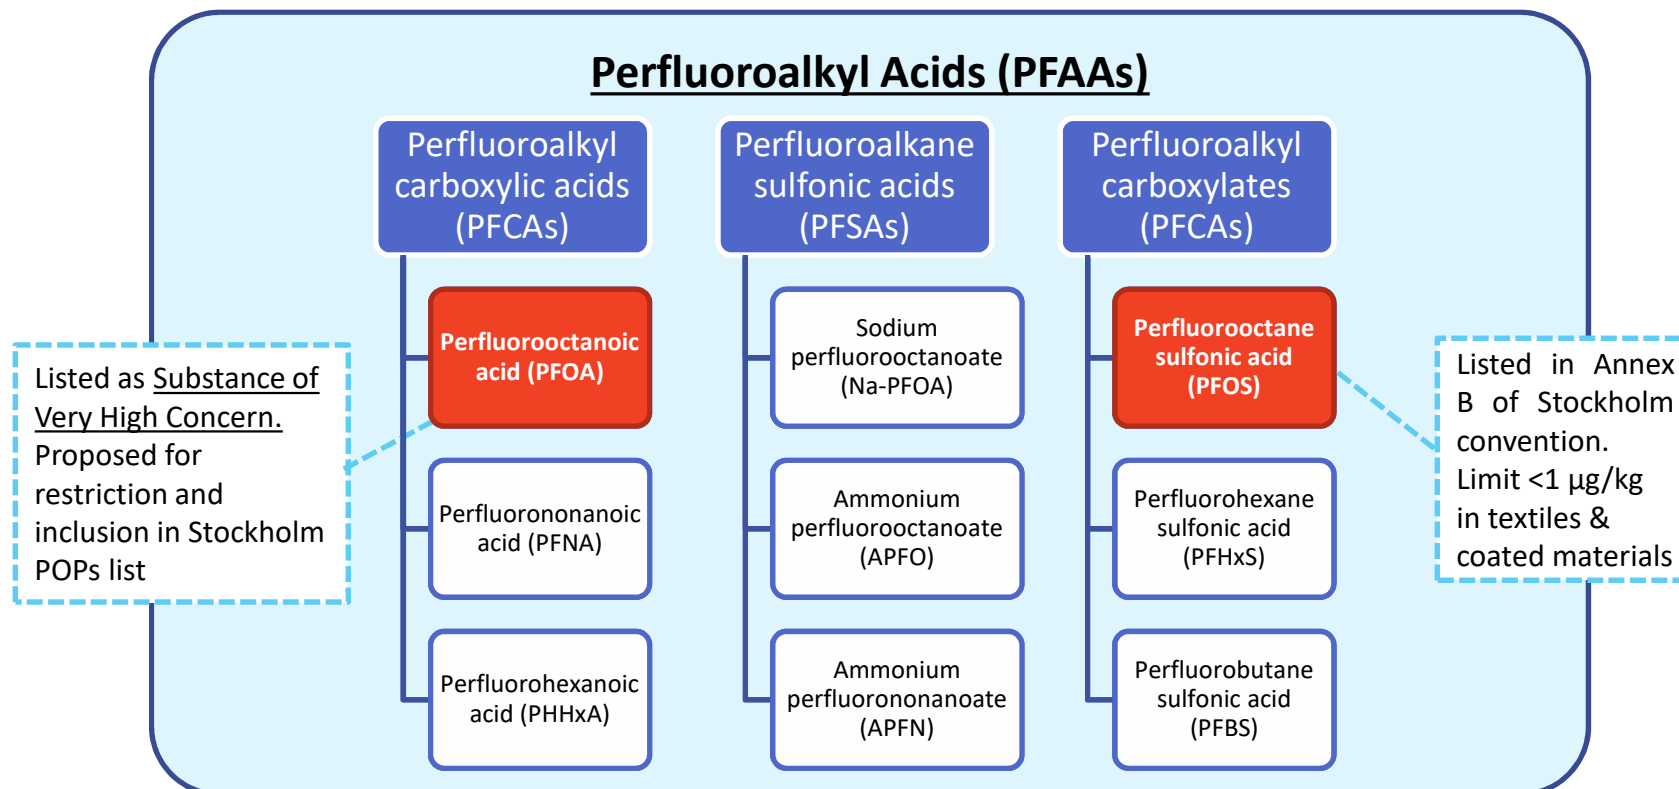 Perfluoroalkyl Acids (PFAAs)
Perfluoroalkyl
carboxylic acids
(PFCAs)
Perfluorooctanoic
acid (PFOA)
Perfluorononanoic
acid (PFNA)
Perfluorohexanoic
acid (PHHxA)
Perfluoroalkane
sulfonic acids
(PFSAs)
Sodium
perfluorooctanoate
(Na-PFOA)
Ammonium
perfluorooctanoate
(APFO)
Ammonium
perfluorononanoate
(APFN)
Perfluoroalkyl
carboxylates
(PFCAs)
Perfluorooctane
sulfonic acid
(PFOS)
Perfluorohexane
sulfonic acid
(PFHxS)
Perfluorobutane
sulfonic acid
(PFBS)
Listed as Substance of
Very High Concern.
Proposed for
restriction and
inclusion in Stockholm
POPs list
Listed in Annex
B of Stockholm
convention.
Limit <1 µg/kg
in textiles &
coated materials